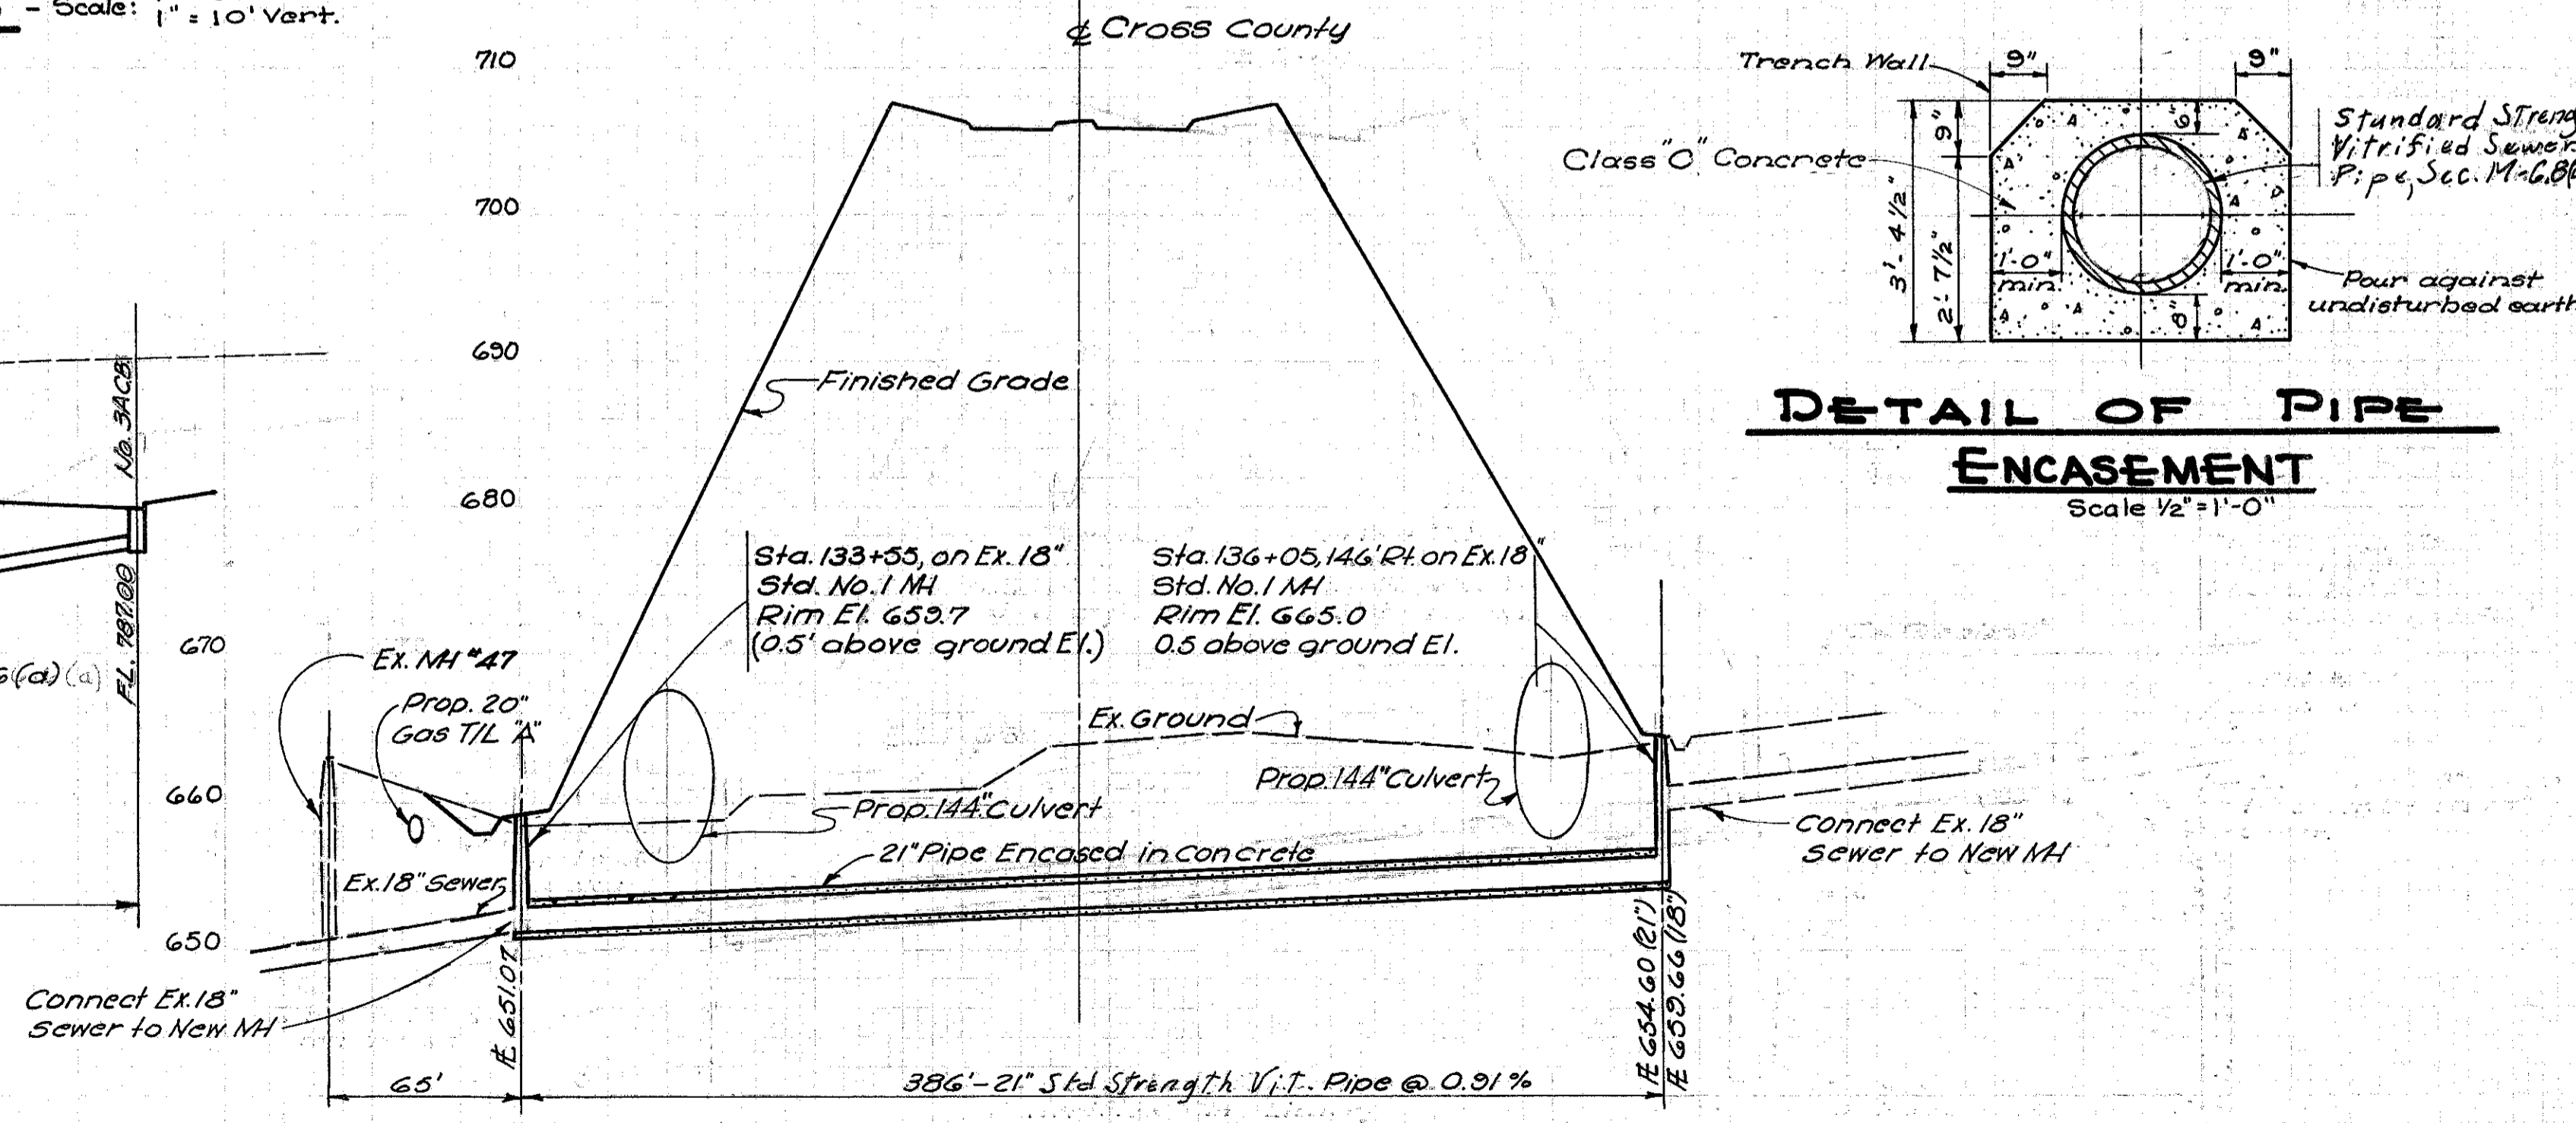 - Scale:
1" = 10' Vert.
℄ Cross County
710
700
690
680
670
660
650
Finished Grade
No. 3ACB
FL. 787.00
(a)
Sta. 133+55, on Ex. 18"
Std. No. 1 MH
Rim El. 659.7
(0.5' above ground El.)
Sta. 136+05, 146' Rt. on Ex. 18"
Std. No. 1 MH
Rim El. 665.0
0.5 above ground El.
Ex. MH #47
Prop. 20"
Gas T/L "A"
Ex. Ground
Prop. 144" Culvert
Prop. 144" Culvert
21" Pipe Encased in Concrete
Ex. 18" Sewer
Connect Ex. 18"
Sewer to New MH
Connect Ex. 18"
Sewer to New MH
651.07
654.60 (21")
659.66 (18")
65'
386' - 21" Std Strength Vit. Pipe @ 0.91 %
Trench Wall
9"
9"
9"
6"
Class "C" Concrete
Standard Streng
Vitrified Sewer
Pipe, Sec. M-6.8(
3'- 4 1/2"
2'- 7 1/2"
1'-0"
min.
1'-0"
min.
8"
Pour against
undisturbed earth
DETAIL OF PIPE
ENCASEMENT
Scale 1/2" = 1'-0"